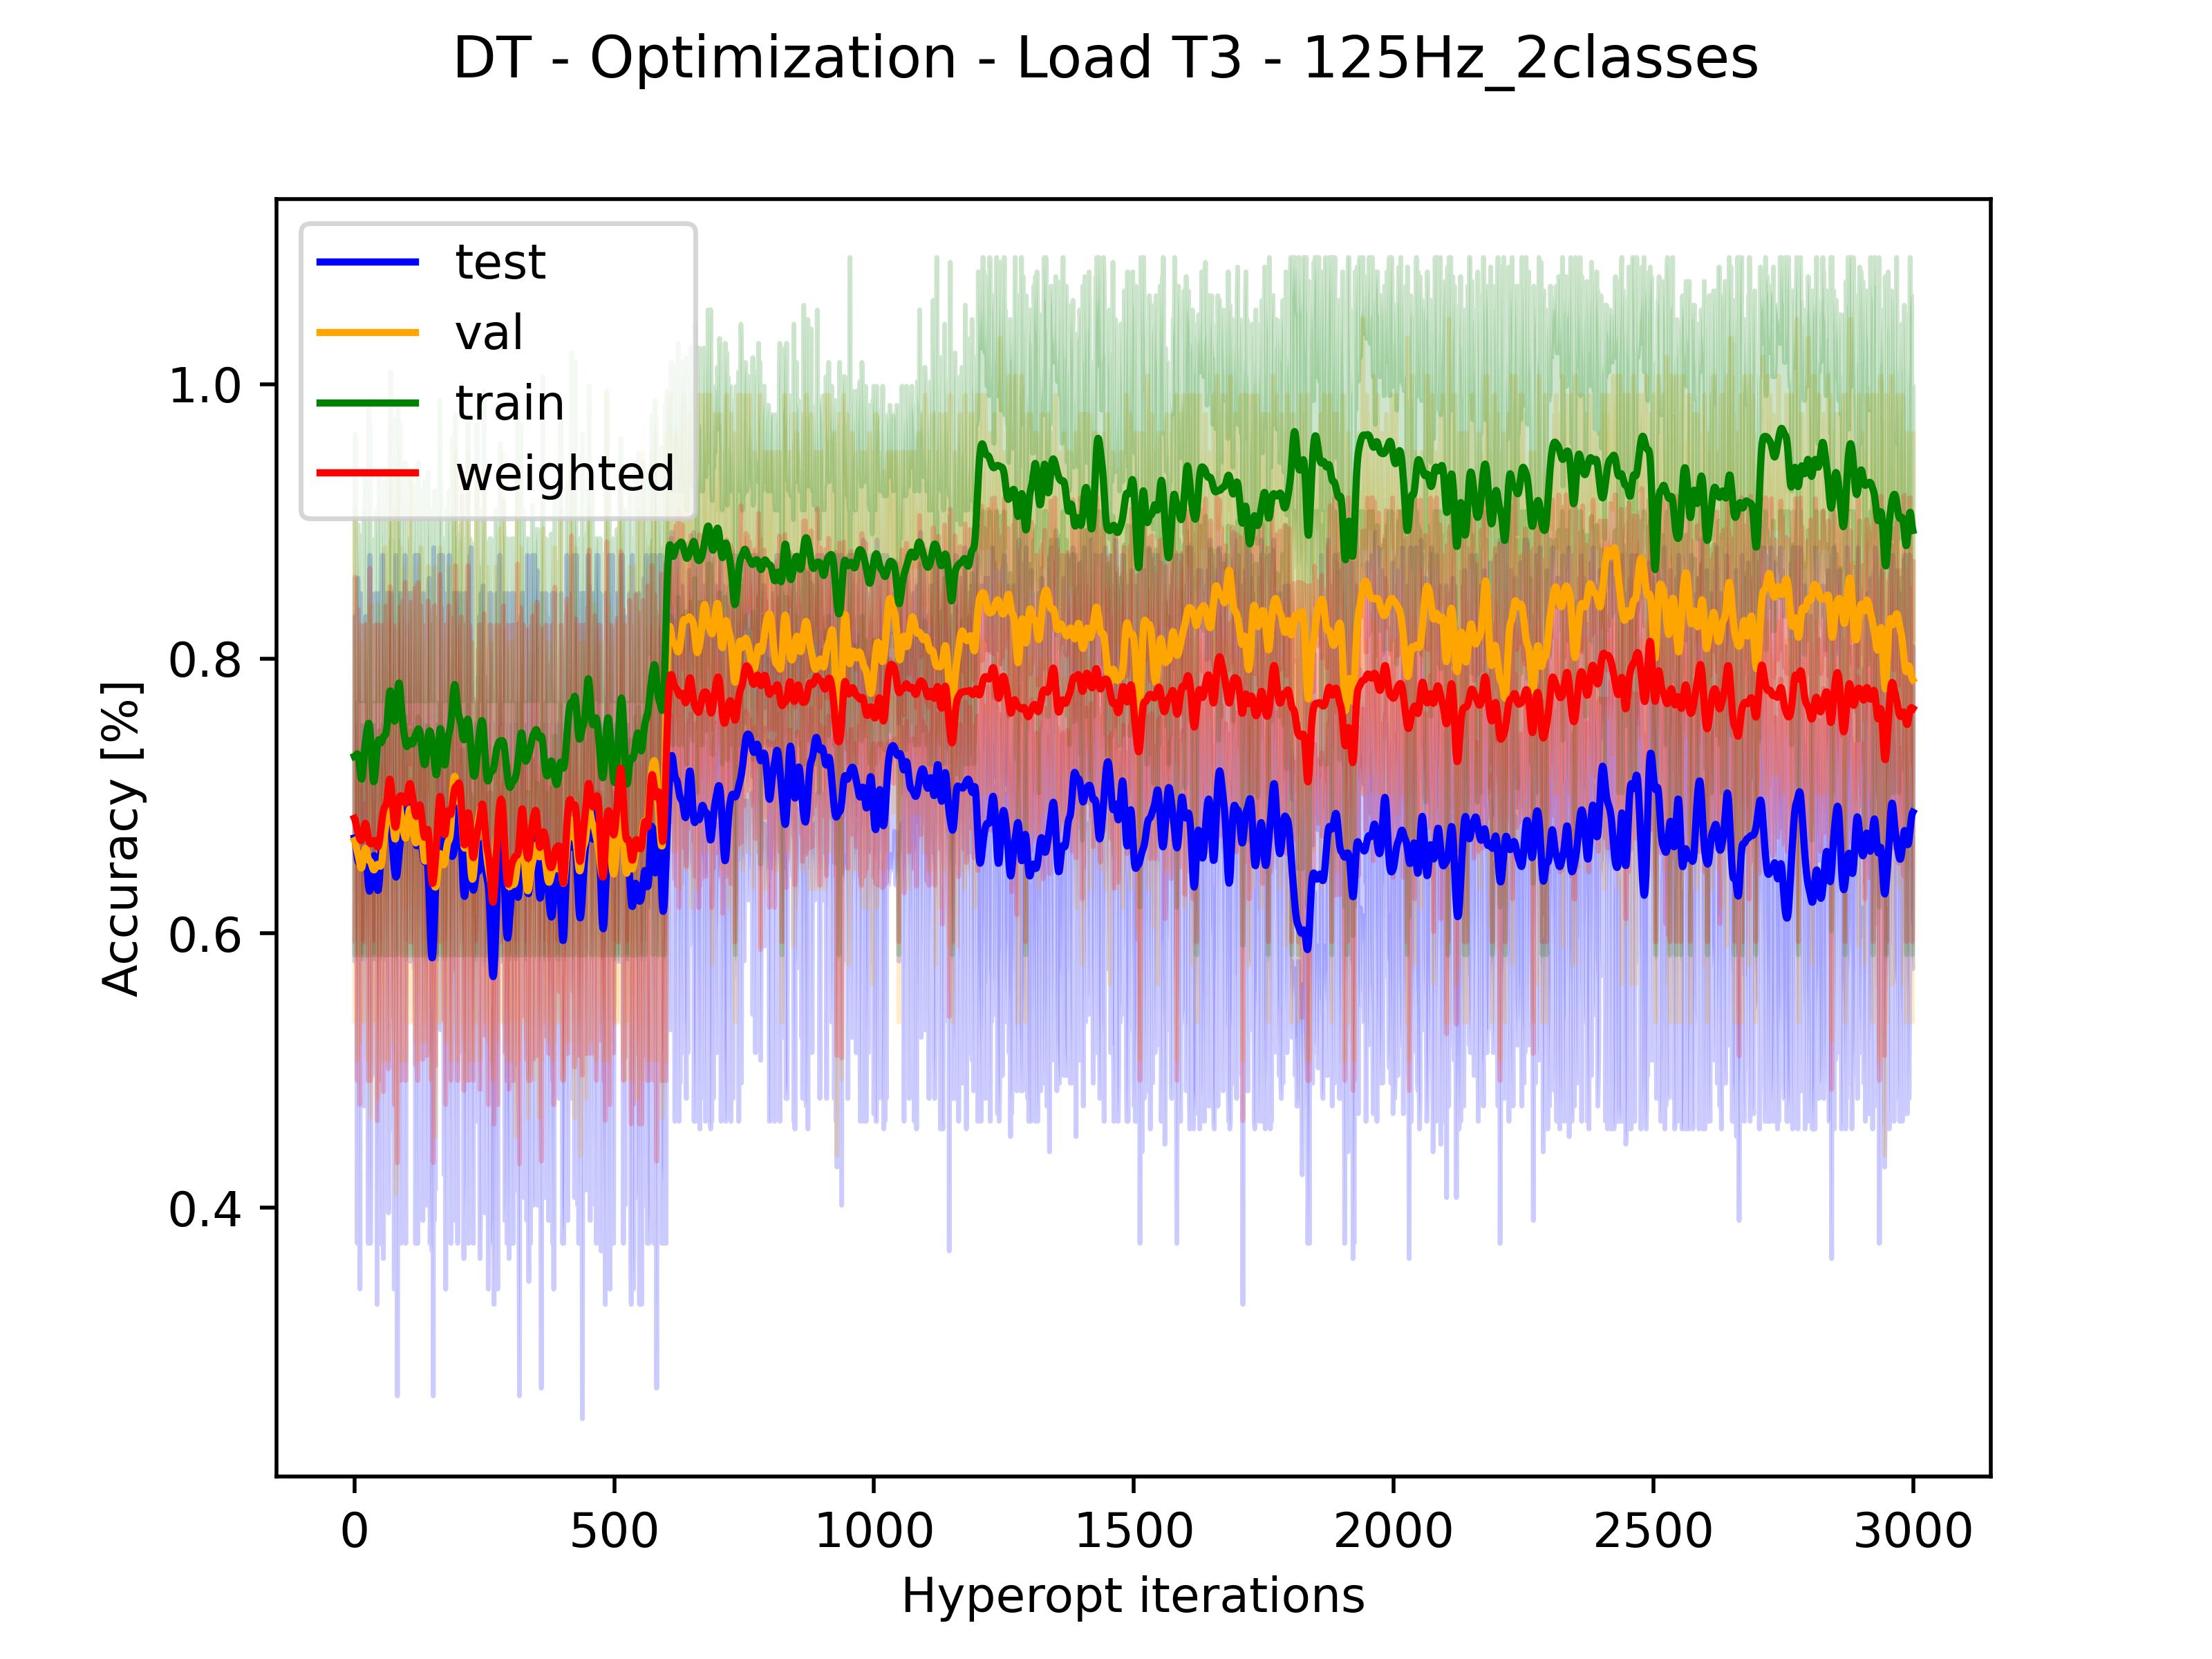 DT - Optimization - Load T3 - 125Hz_2classes
test
val
train
weighted
1.0
0.8
0.6
0.4
Accuracy [%]
0 500 1000 1500 2000 2500 3000
Hyperopt iterations